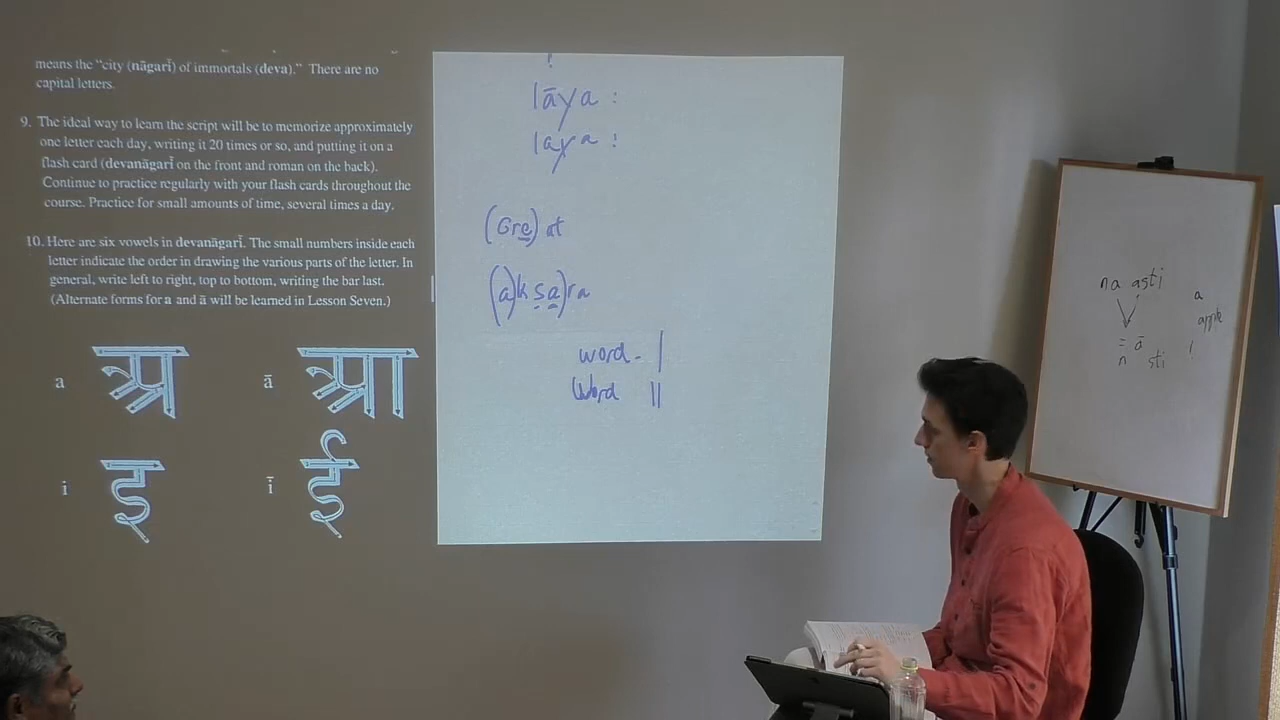 means the "city (nāgarī) of immortals (deva)." There are no
capital letters.
9. The ideal way to learn the script will be to memorize approximately
one letter each day, writing it 20 times or so, and putting it on a
flash card (devanāgarī on the front and roman on the back).
Continue to practice regularly with your flash cards throughout the
course. Practice for small amounts of time, several times a day.
10. Here are six vowels in devanāgarī. The small numbers inside each
letter indicate the order in drawing the various parts of the letter. In
general, write left to right, top to bottom, writing the bar last.
(Alternate forms for a and ā will be learned in Lesson Seven.)
a अ ā आ
i इ ī ई
lāya :
laya :
(Gre) at
(a)kṣa)ra
word - |
Word ||
na asti
ā
n sti
a
apple
!